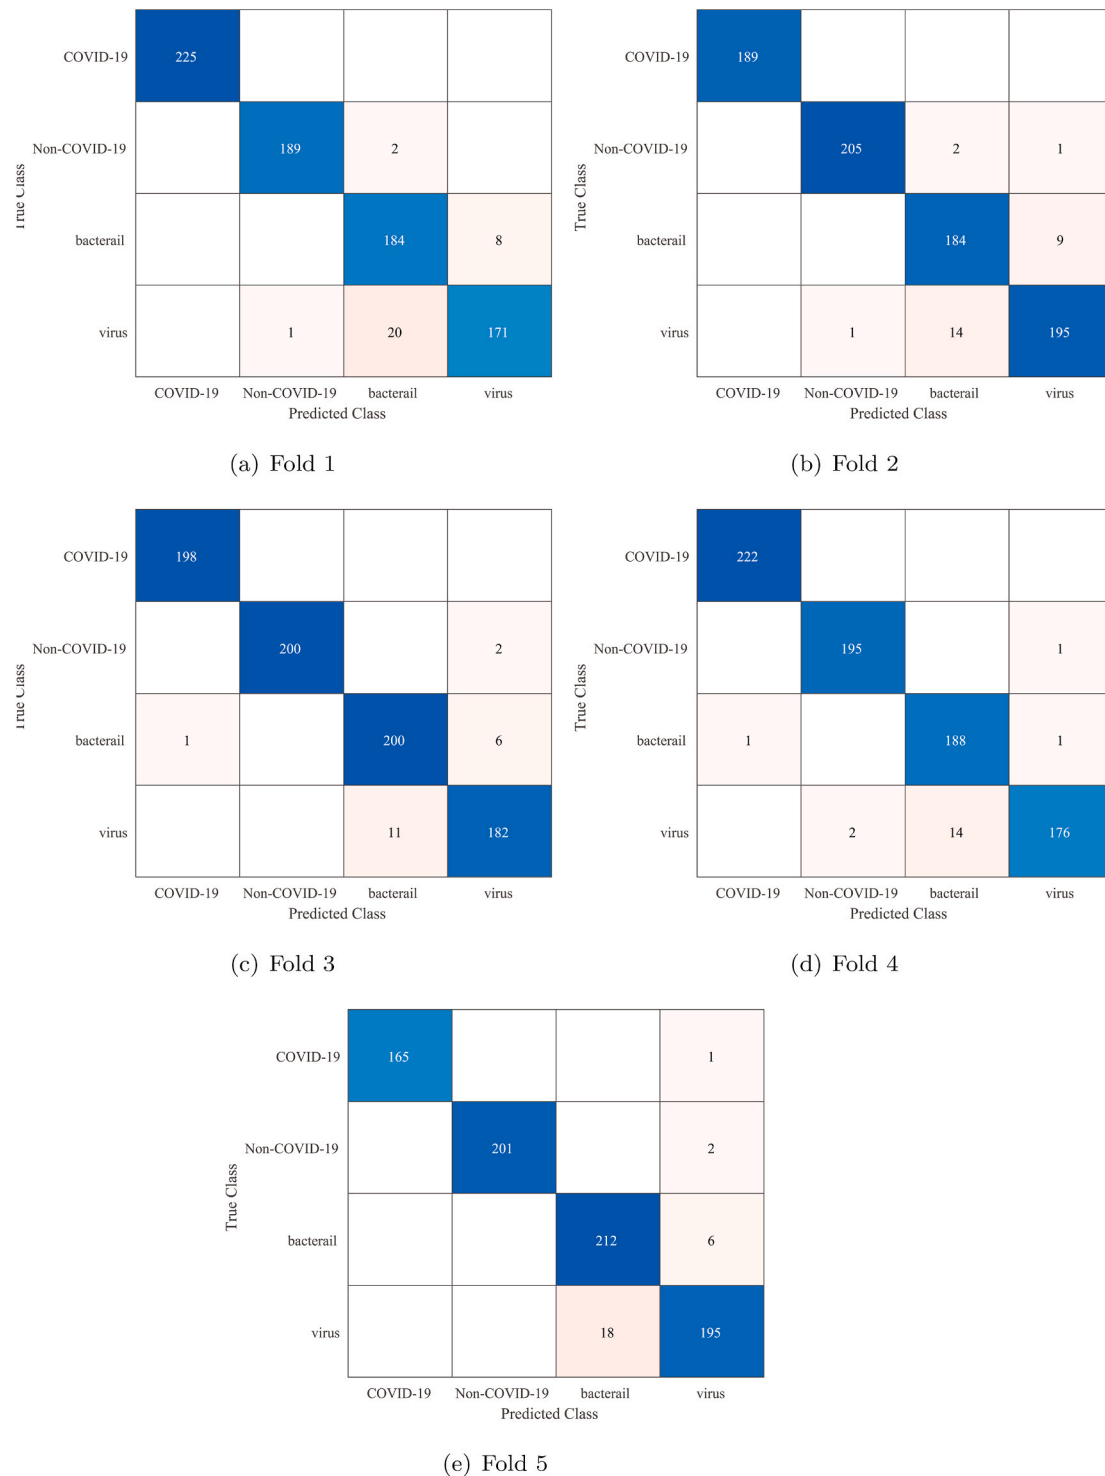 COVID-19 225
Non-COVID-19 189 2
bacterail 184 8
virus 1 20 171
True Class
COVID-19 Non-COVID-19 bacterail virus
Predicted Class
(a) Fold 1
COVID-19 189
Non-COVID-19 205 2 1
bacterail 184 9
virus 1 14 195
True Class
COVID-19 Non-COVID-19 bacterail virus
Predicted Class
(b) Fold 2
COVID-19 198
Non-COVID-19 200 2
bacterail 1 200 6
virus 11 182
True Class
COVID-19 Non-COVID-19 bacterail virus
Predicted Class
(c) Fold 3
COVID-19 222
Non-COVID-19 195 1
bacterail 1 188 1
virus 2 14 176
True Class
COVID-19 Non-COVID-19 bacterail virus
Predicted Class
(d) Fold 4
COVID-19 165 1
Non-COVID-19 201 2
bacterail 212 6
virus 18 195
True Class
COVID-19 Non-COVID-19 bacterail virus
Predicted Class
(e) Fold 5